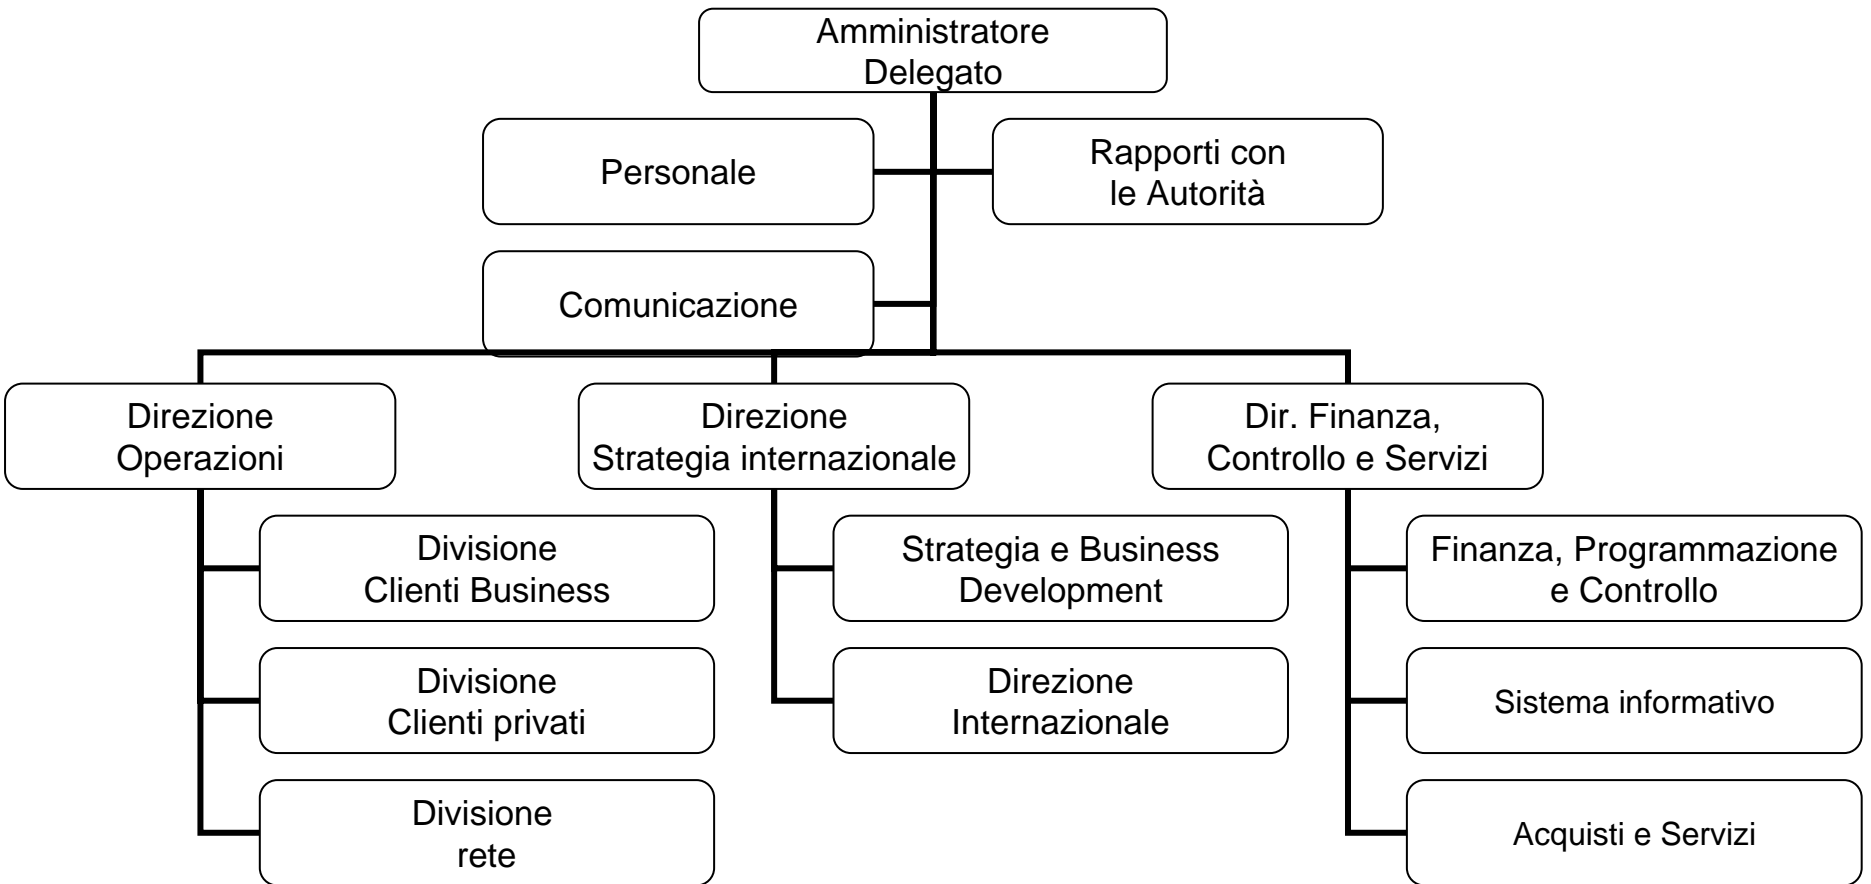 Amministratore
Delegato
Personale
Rapporti con
le Autorità
Comunicazione
Direzione
Operazioni
Direzione
Strategia internazionale
Dir. Finanza,
Controllo e Servizi
Divisione
Clienti Business
Strategia e Business
Development
Finanza, Programmazione
e Controllo
Divisione
Clienti privati
Direzione
Internazionale
Sistema informativo
Divisione
rete
Acquisti e Servizi